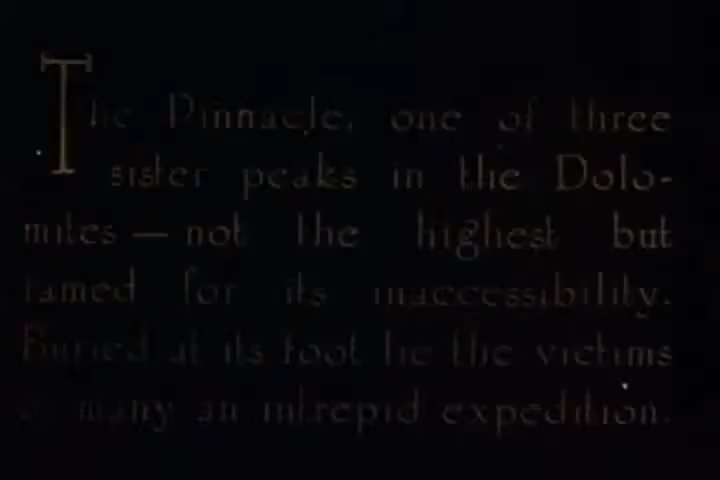 The Pinnacle, one of three
sister peaks in the Dolo-
mites — not the highest but
famed for its inaccessibility.
Buried at its foot lie the victims
of many an intrepid expedition.